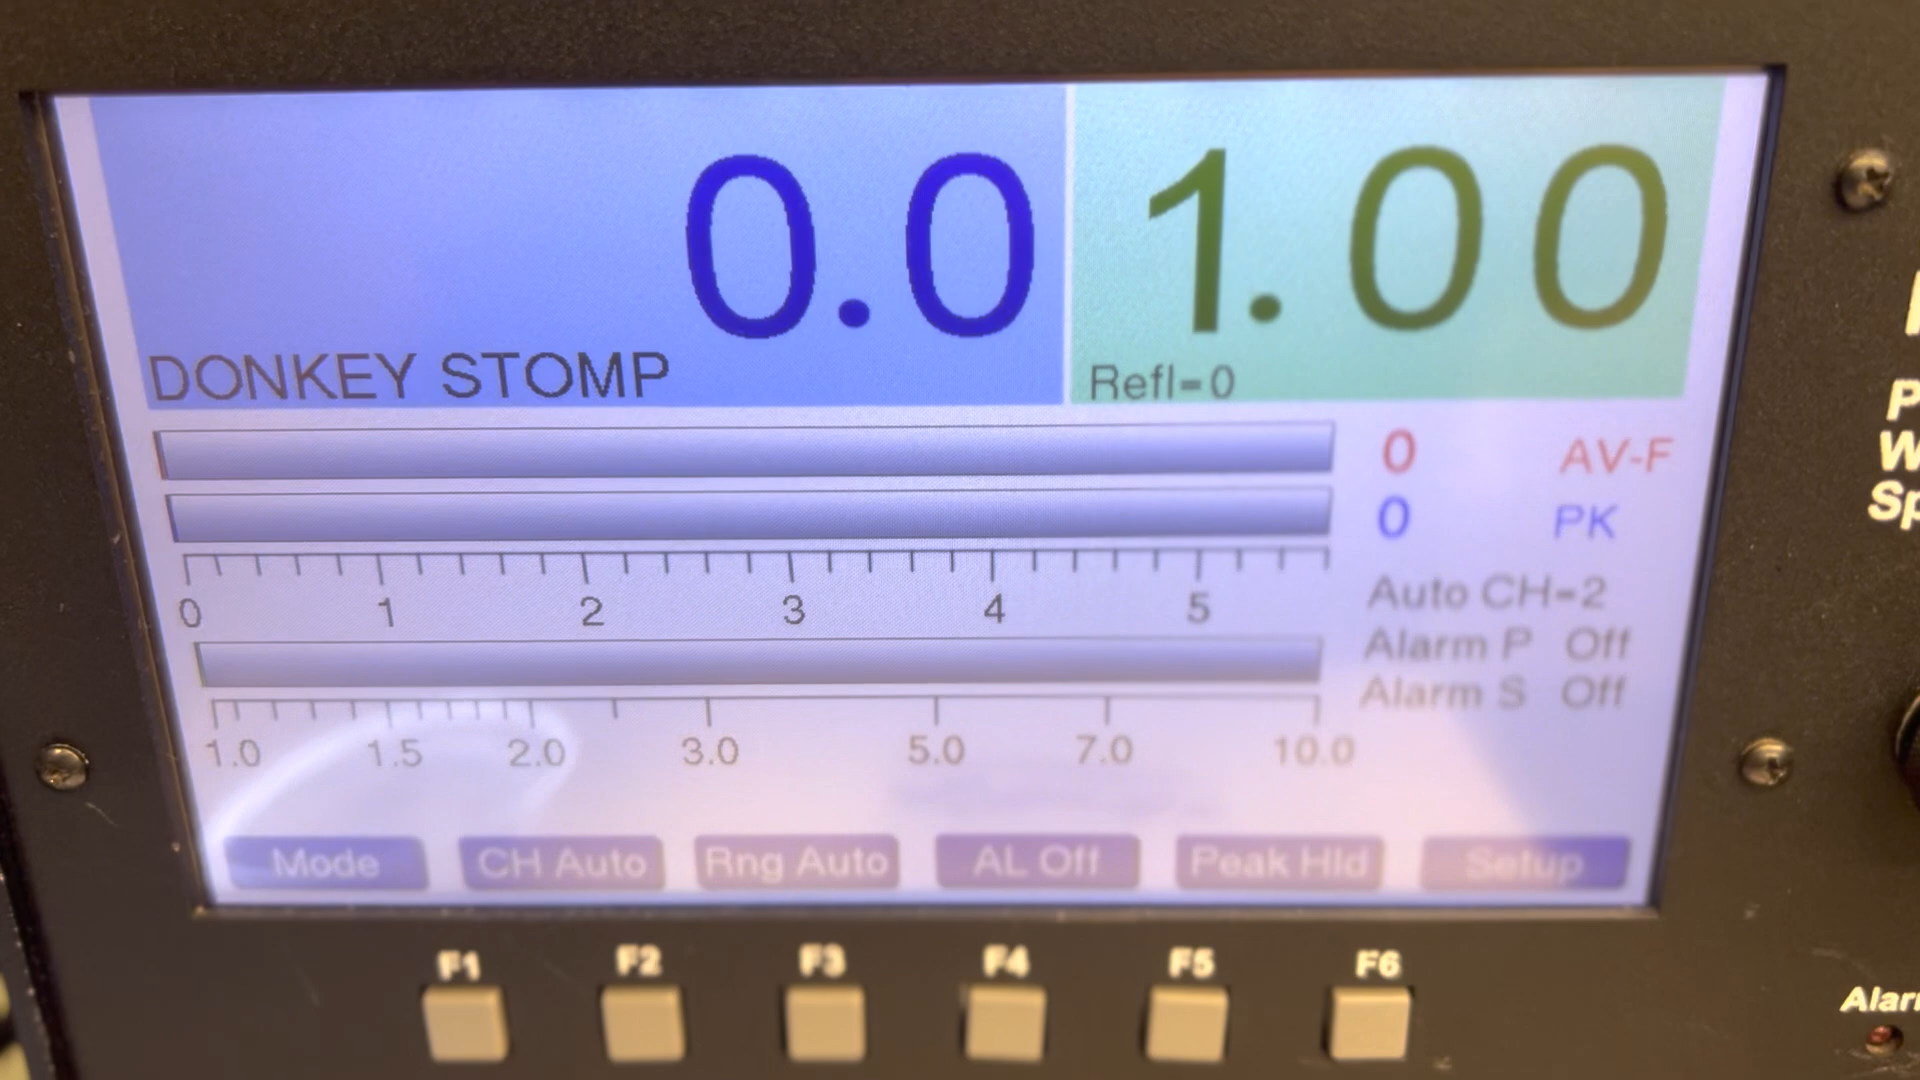 0.0 1.00
DONKEY STOMP Refl=0
0 AV-F
0 PK
0 1 2 3 4 5
Auto CH=2
Alarm P Off
Alarm S Off
1.0 1.5 2.0 3.0 5.0 7.0 10.0
Mode CH Auto Rng Auto AL Off Peak Hld Setup
F1 F2 F3 F4 F5 F6